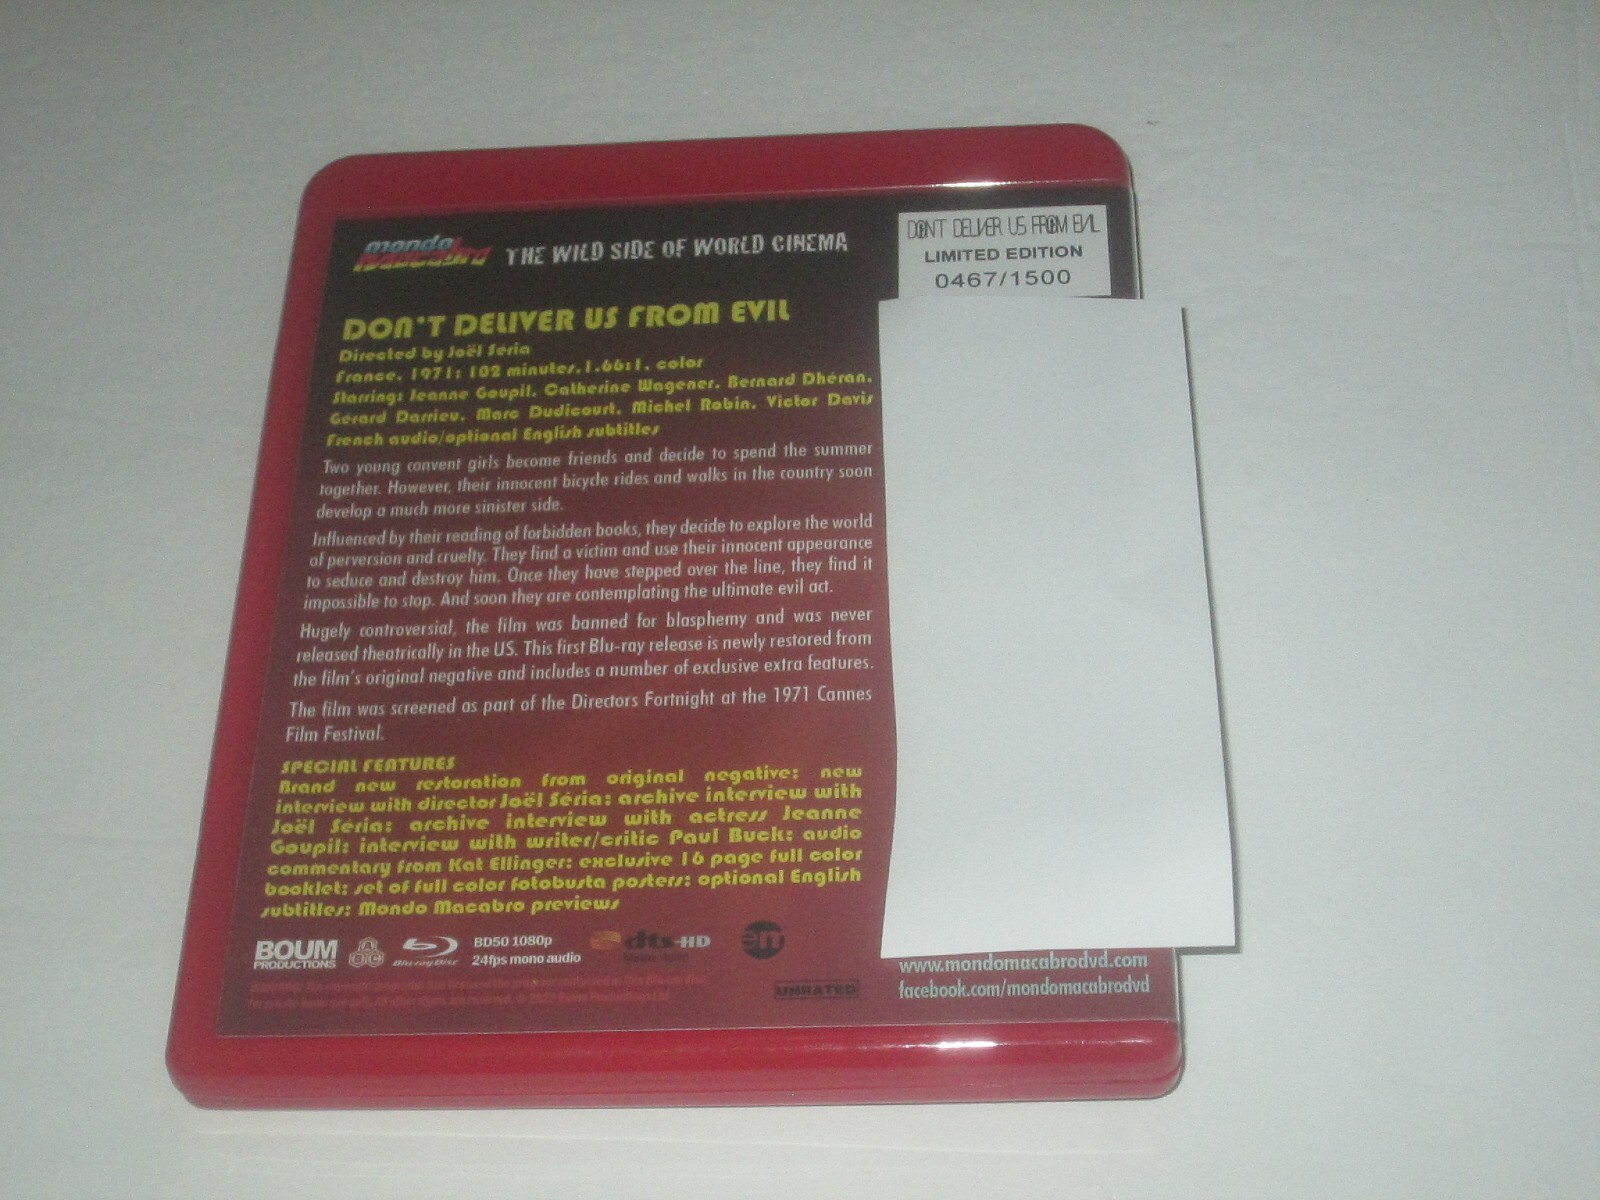 mondo macabro THE WILD SIDE OF WORLD CINEMA
DON'T DELIVER US FROM EVIL
LIMITED EDITION
0467/1500
DON'T DELIVER US FROM EVIL
Directed by Joël Séria
France, 1971: 102 minutes, 1.66:1, color
Starring: Jeanne Goupil, Catherine Wagener, Bernard Dhéran,
Gérard Darrieu, Marc Dudicourt, Michel Robin, Victor Davis
French audio/optional English subtitles
Two young convent girls become friends and decide to spend the summer
together. However, their innocent bicycle rides and walks in the country soon
develop a much more sinister side.
Influenced by their reading of forbidden books, they decide to explore the world
of perversion and cruelty. They find a victim and use their innocent appearance
to seduce and destroy him. Once they have stepped over the line, they find it
impossible to stop. And soon they are contemplating the ultimate evil act.
Hugely controversial, the film was banned for blasphemy and was never
released theatrically in the US. This first Blu-ray release is newly restored from
the film's original negative and includes a number of exclusive extra features.
The film was screened as part of the Directors Fortnight at the 1971 Cannes
Film Festival.
SPECIAL FEATURES
Brand new restoration from original negative; new
interview with director Joël Séria; archive interview with
Joël Séria; archive interview with actress Jeanne
Goupil; interview with writer/critic Paul Buck; audio
commentary from Kat Ellinger; exclusive 16 page full color
booklet; set of full color fotobusta posters; optional English
subtitles; Mondo Macabro previews
BOUM
PRODUCTIONS
A B C
Blu-ray Disc
BD50 1080p
24fps mono audio
dts-HD
Master Audio
em
UNRATED
www.mondomacabrodvd.com
facebook.com/mondomacabrodvd